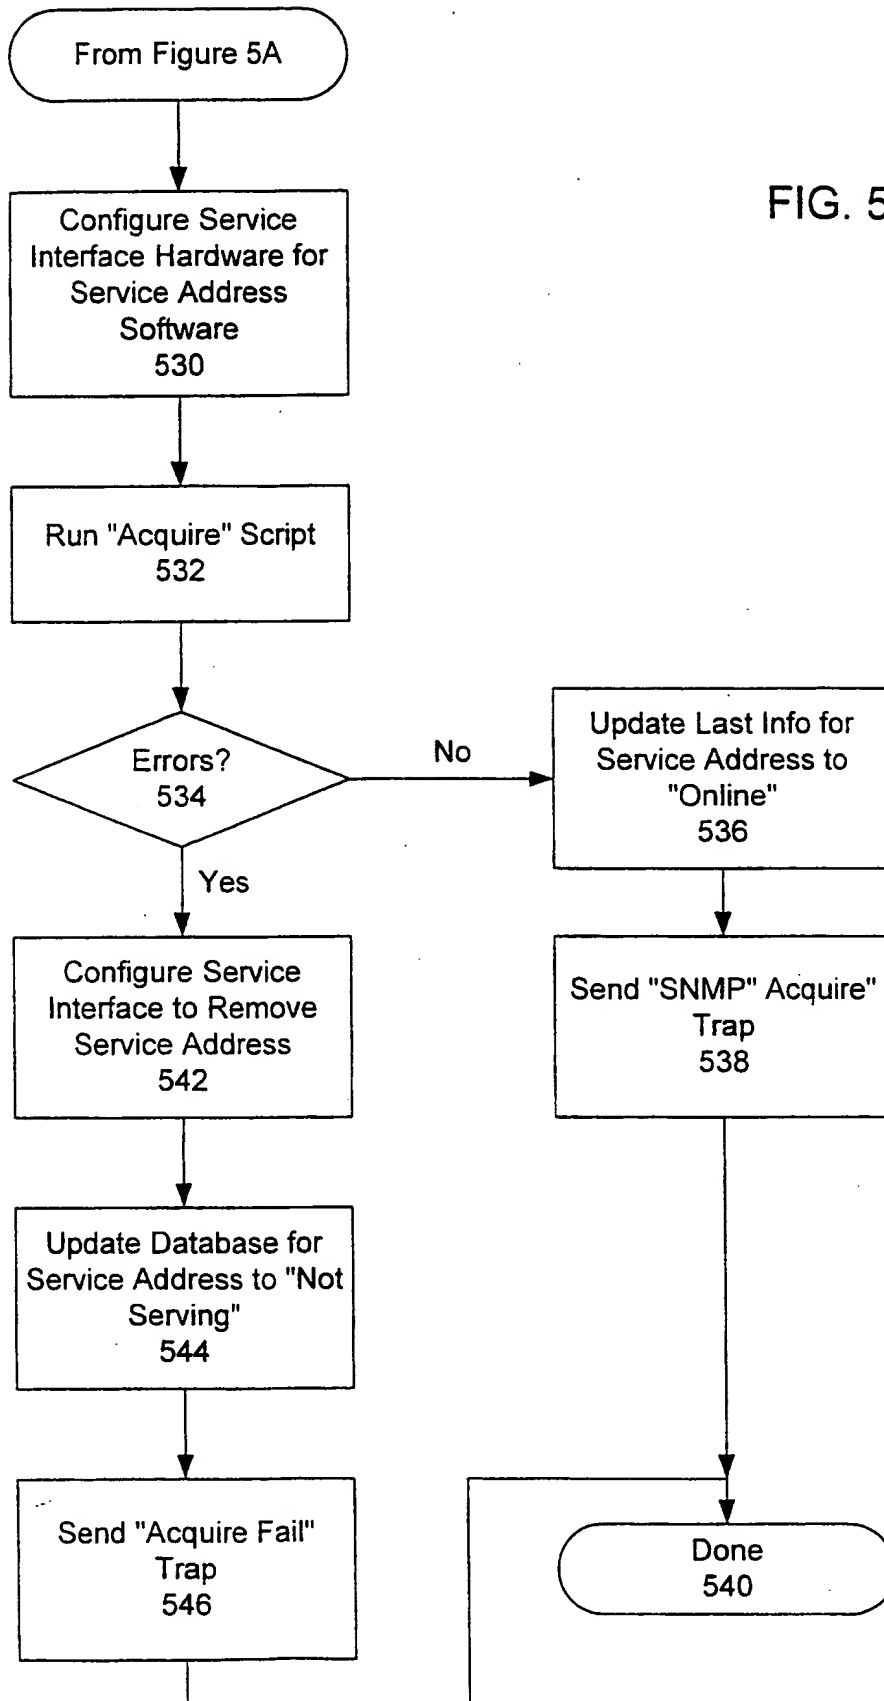 From Figure 5A
FIG. 5
Configure Service
Interface Hardware for
Service Address
Software
530
Run "Acquire" Script
532
Errors?
534
No
Yes
Update Last Info for
Service Address to
"Online"
536
Configure Service
Interface to Remove
Service Address
542
Send "SNMP" Acquire"
Trap
538
Update Database for
Service Address to "Not
Serving"
544
Send "Acquire Fail"
Trap
546
Done
540